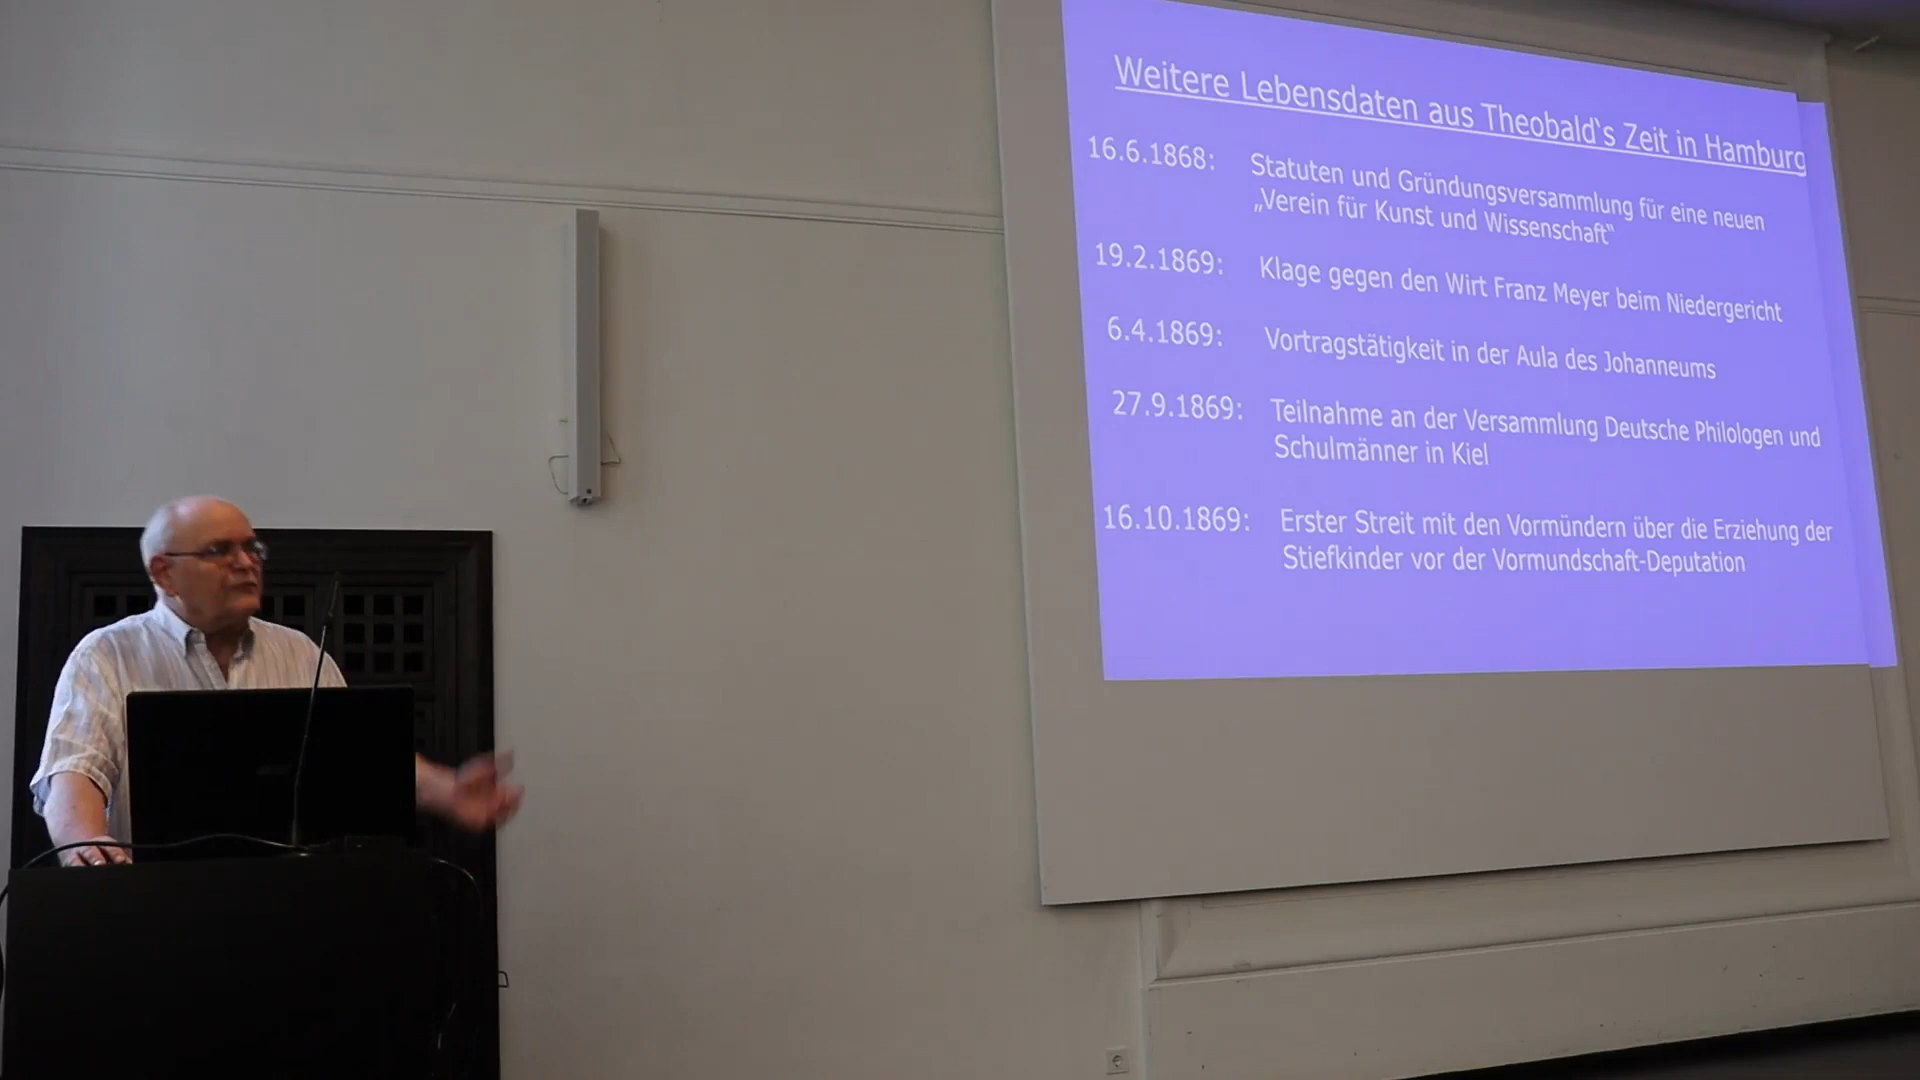 Weitere Lebensdaten aus Theobald‘s Zeit in Hamburg
16.6.1868: Statuten und Gründungsversammlung für eine neuen
„Verein für Kunst und Wissenschaft“
19.2.1869: Klage gegen den Wirt Franz Meyer beim Niedergericht
6.4.1869: Vortragstätigkeit in der Aula des Johanneums
27.9.1869: Teilnahme an der Versammlung Deutsche Philologen und
Schulmänner in Kiel
16.10.1869: Erster Streit mit den Vormündern über die Erziehung der
Stiefkinder vor der Vormundschaft-Deputation